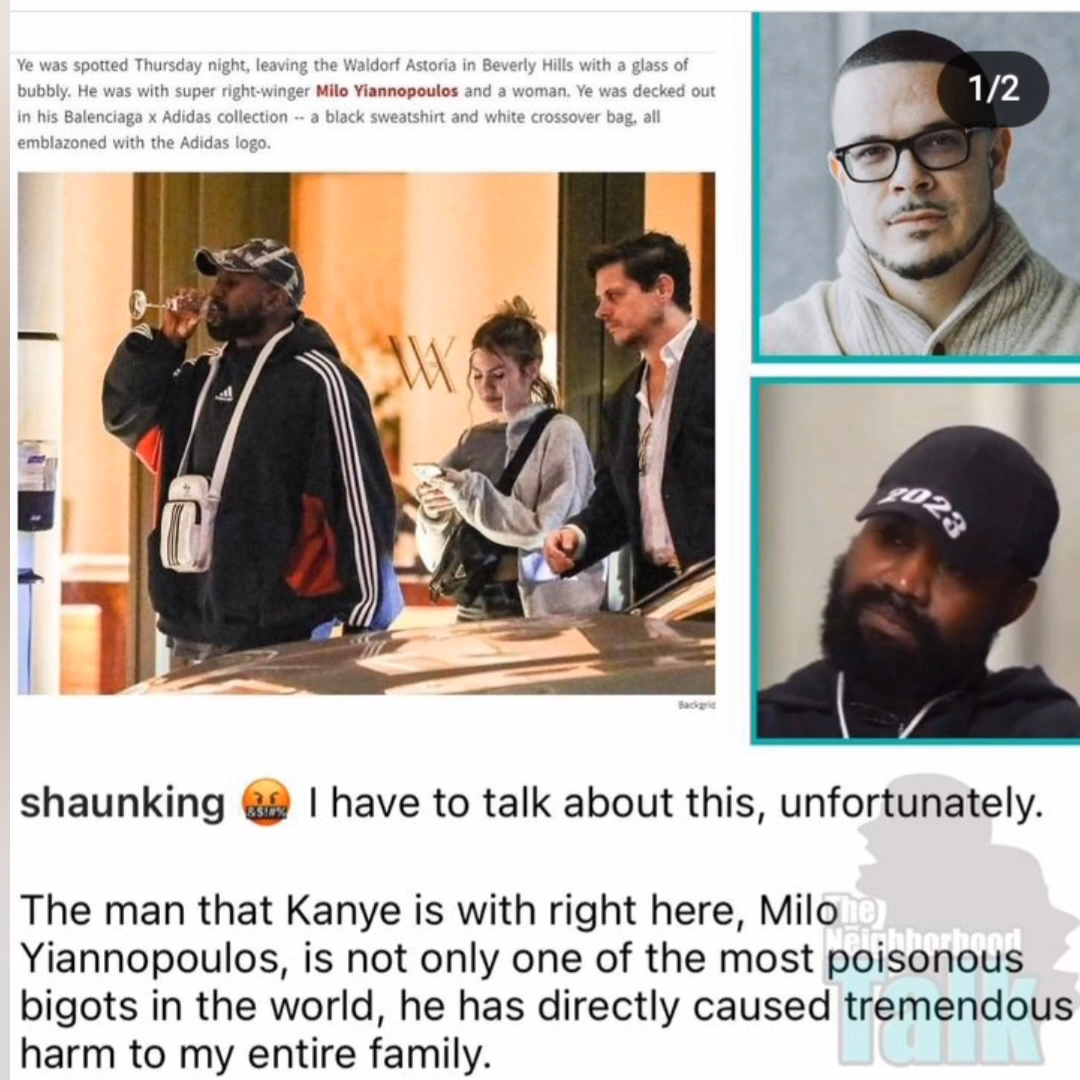 Ye was spotted Thursday night, leaving the Waldorf Astoria in Beverly Hills with a glass of
bubbly. He was with super right-winger Milo Yiannopoulos and a woman. Ye was decked out
in his Balenciaga x Adidas collection -- a black sweatshirt and white crossover bag, all
emblazoned with the Adidas logo.
1/2
2023
Backgrid
shaunking 🤬 I have to talk about this, unfortunately.
The man that Kanye is with right here, Milo
Yiannopoulos, is not only one of the most poisonous
bigots in the world, he has directly caused tremendous
harm to my entire family.
The
Neighborhood
Talk